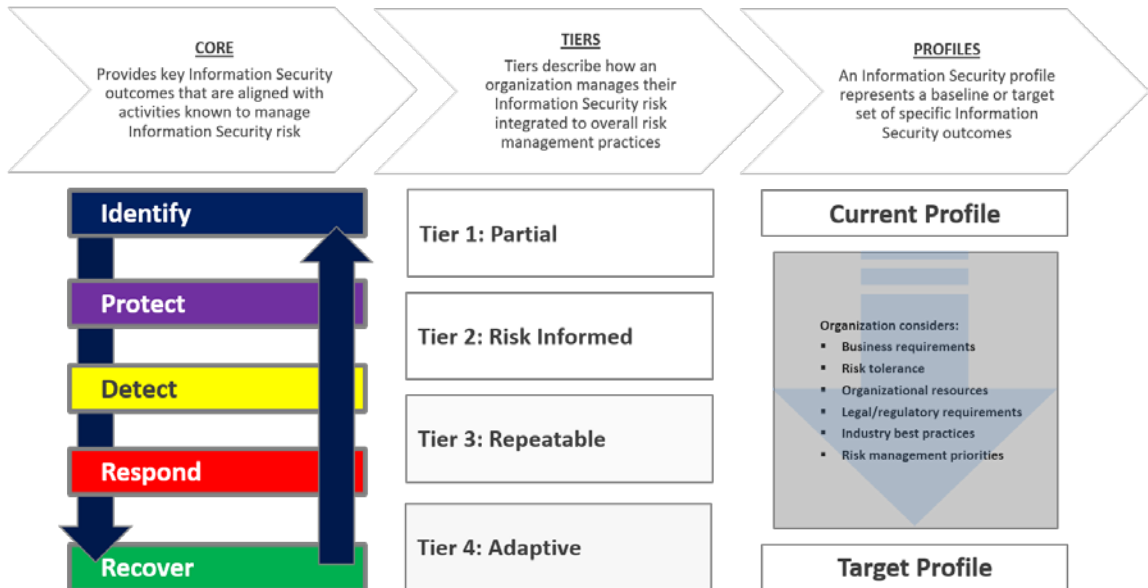 CORE
Provides key Information Security
outcomes that are aligned with
activities known to manage
Information Security risk
TIERS
Tiers describe how an
organization manages their
Information Security risk
integrated to overall risk
management practices
PROFILES
An Information Security profile
represents a baseline or target
set of specific Information
Security outcomes
Identify
Protect
Detect
Respond
Recover
Tier 1: Partial
Tier 2: Risk Informed
Tier 3: Repeatable
Tier 4: Adaptive
Current Profile
Organization considers:
▪ Business requirements
▪ Risk tolerance
▪ Organizational resources
▪ Legal/regulatory requirements
▪ Industry best practices
▪ Risk management priorities
Target Profile